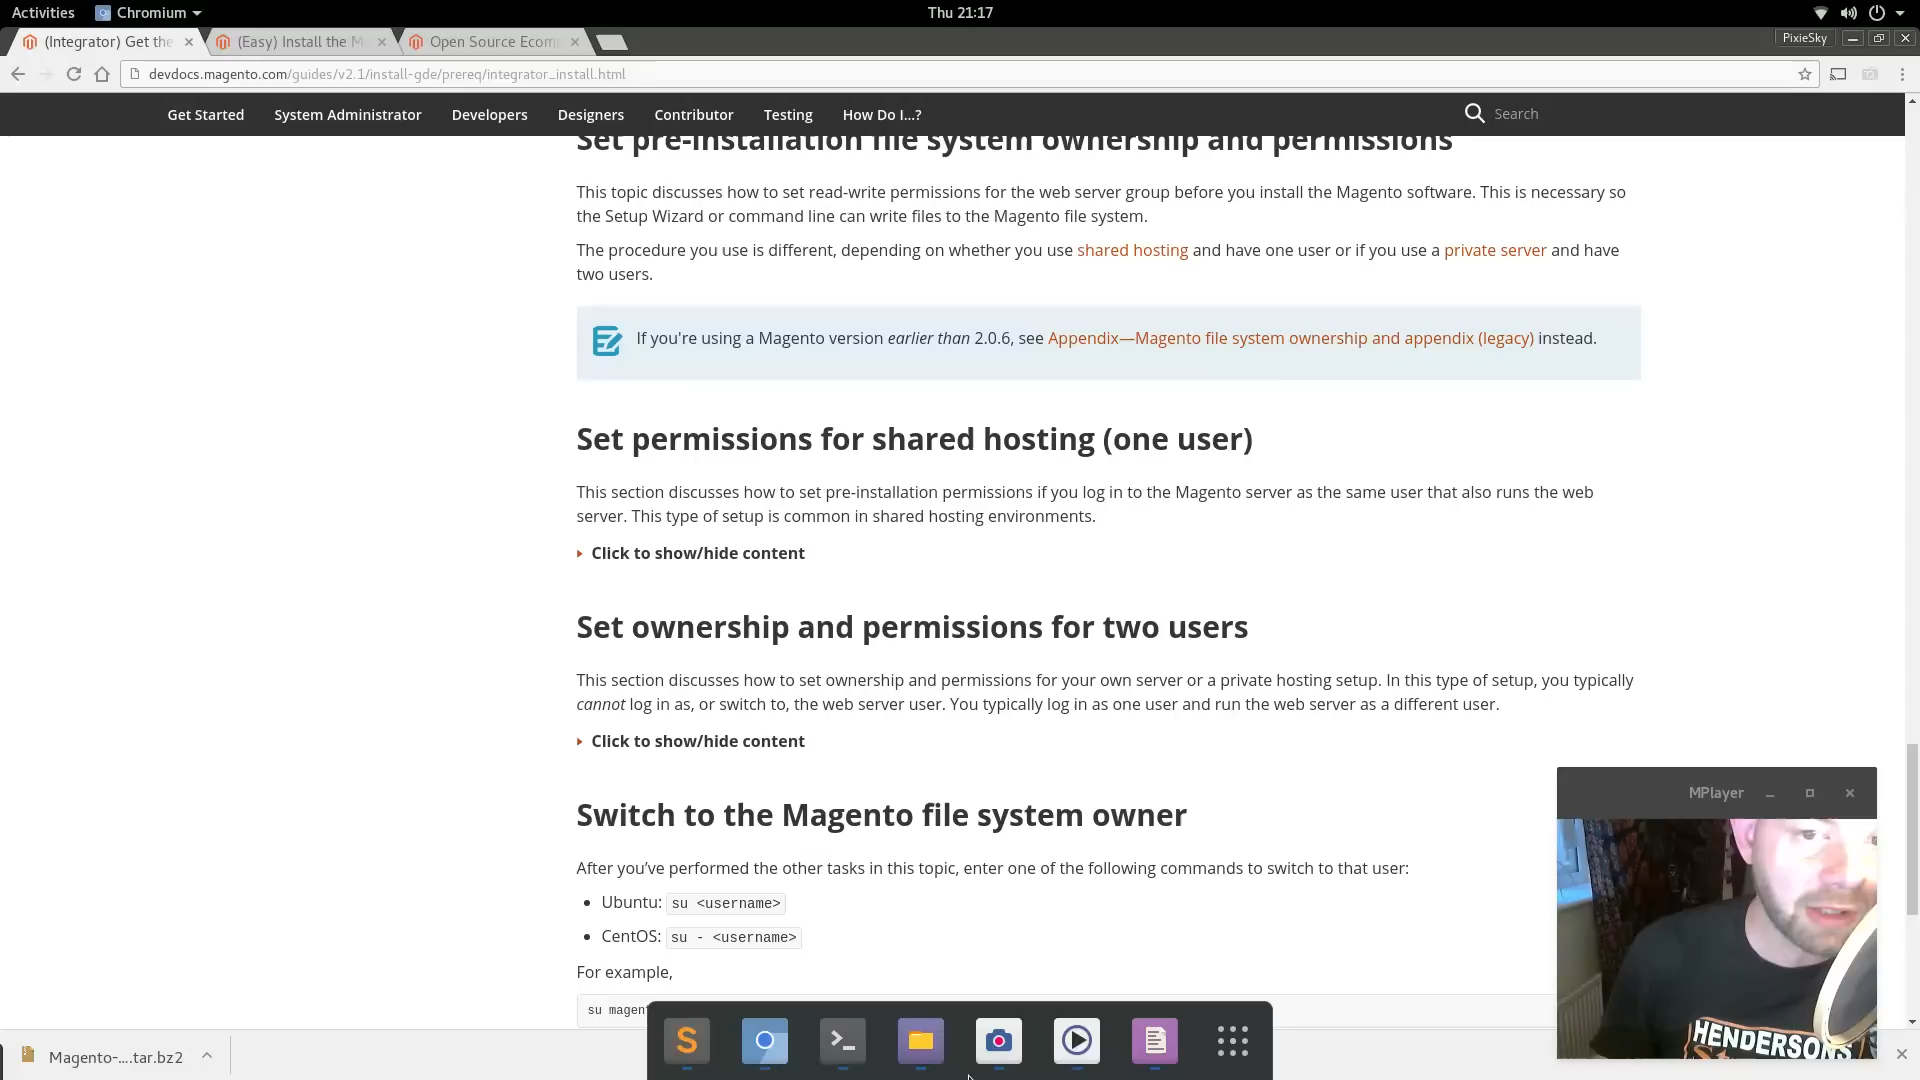 Activities Chromium Thu 21:17
(Integrator) Get the (Easy) Install the M Open Source Ecom PixieSky
devdocs.magento.com/guides/v2.1/install-gde/prereq/integrator_install.html
Get Started System Administrator Developers Designers Contributor Testing How Do I...? Search
Set pre-installation file system ownership and permissions
This topic discusses how to set read-write permissions for the web server group before you install the Magento software. This is necessary so
the Setup Wizard or command line can write files to the Magento file system.
The procedure you use is different, depending on whether you use shared hosting and have one user or if you use a private server and have
two users.
If you're using a Magento version earlier than 2.0.6, see Appendix—Magento file system ownership and appendix (legacy) instead.
Set permissions for shared hosting (one user)
This section discusses how to set pre-installation permissions if you log in to the Magento server as the same user that also runs the web
server. This type of setup is common in shared hosting environments.
Click to show/hide content
Set ownership and permissions for two users
This section discusses how to set ownership and permissions for your own server or a private hosting setup. In this type of setup, you typically
cannot log in as, or switch to, the web server user. You typically log in as one user and run the web server as a different user.
Click to show/hide content
MPlayer
Switch to the Magento file system owner
After you’ve performed the other tasks in this topic, enter one of the following commands to switch to that user:
Ubuntu: su <username>
CentOS: su - <username>
For example,
su magen
HENDERSONS
Magento-....tar.bz2